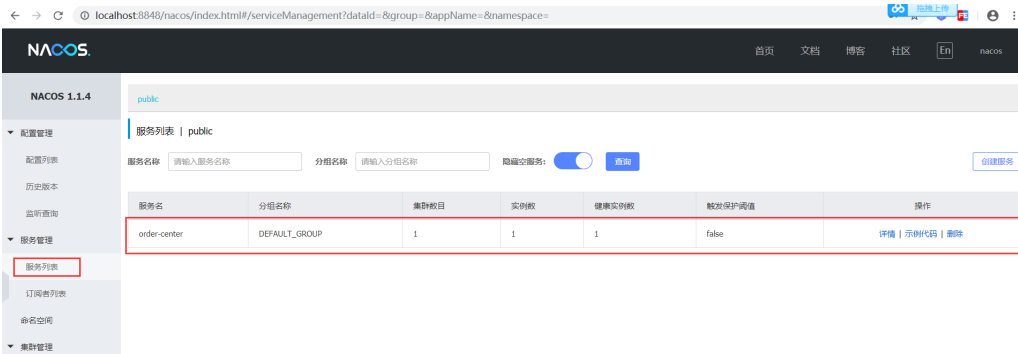 localhost:8848/nacos/index.html#/serviceManagement?dataId=&group=&appName=&namespace=
拖拽上传
FE
NACOS.
首页 文档 博客 社区 En nacos
NACOS 1.1.4
public
配置管理
服务列表 | public
配置列表
服务名称 请输入服务名称 分组名称 请输入分组名称 隐藏空服务: 查询 创建服务
历史版本
监听查询
服务名 分组名称 集群数目 实例数 健康实例数 触发保护阈值 操作
服务管理
order-center DEFAULT_GROUP 1 1 1 false 详情 | 示例代码 | 删除
服务列表
订阅者列表
命名空间
集群管理